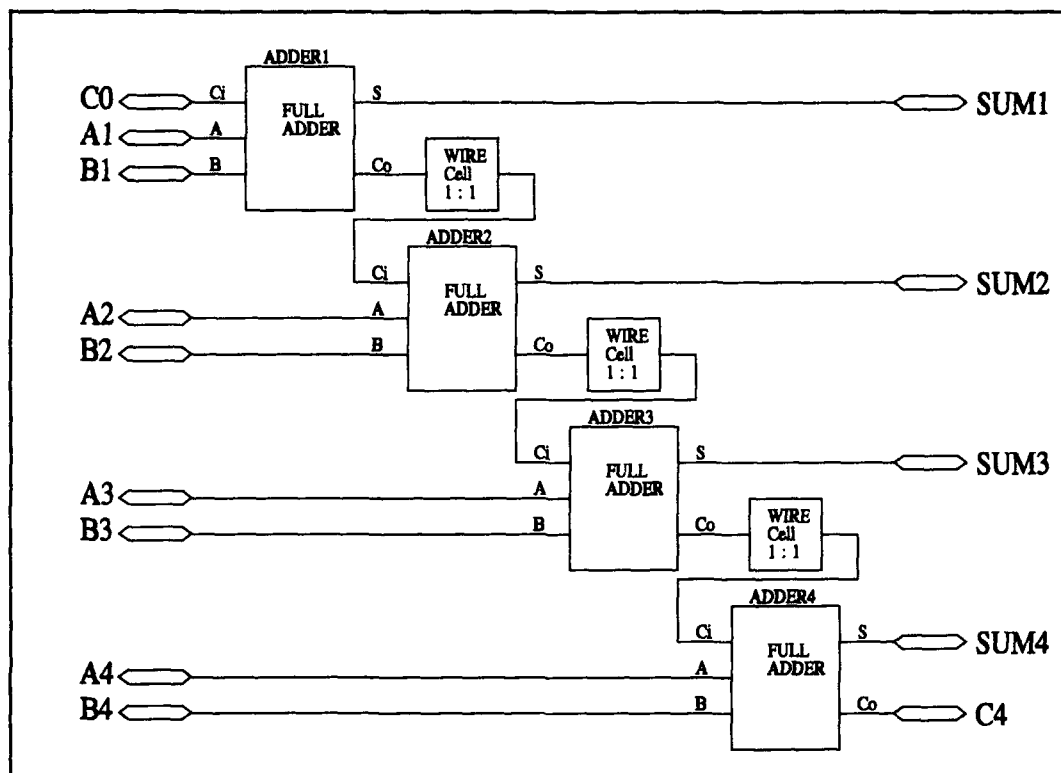 ADDER1
C0 Ci FULL ADDER S SUM1
A1 A
B1 B Co WIRE Cell 1 : 1
ADDER2
Ci FULL ADDER S SUM2
A2 A
B2 B Co WIRE Cell 1 : 1
ADDER3
Ci FULL ADDER S SUM3
A3 A
B3 B Co WIRE Cell 1 : 1
ADDER4
Ci FULL ADDER S SUM4
A4 A
B4 B Co C4